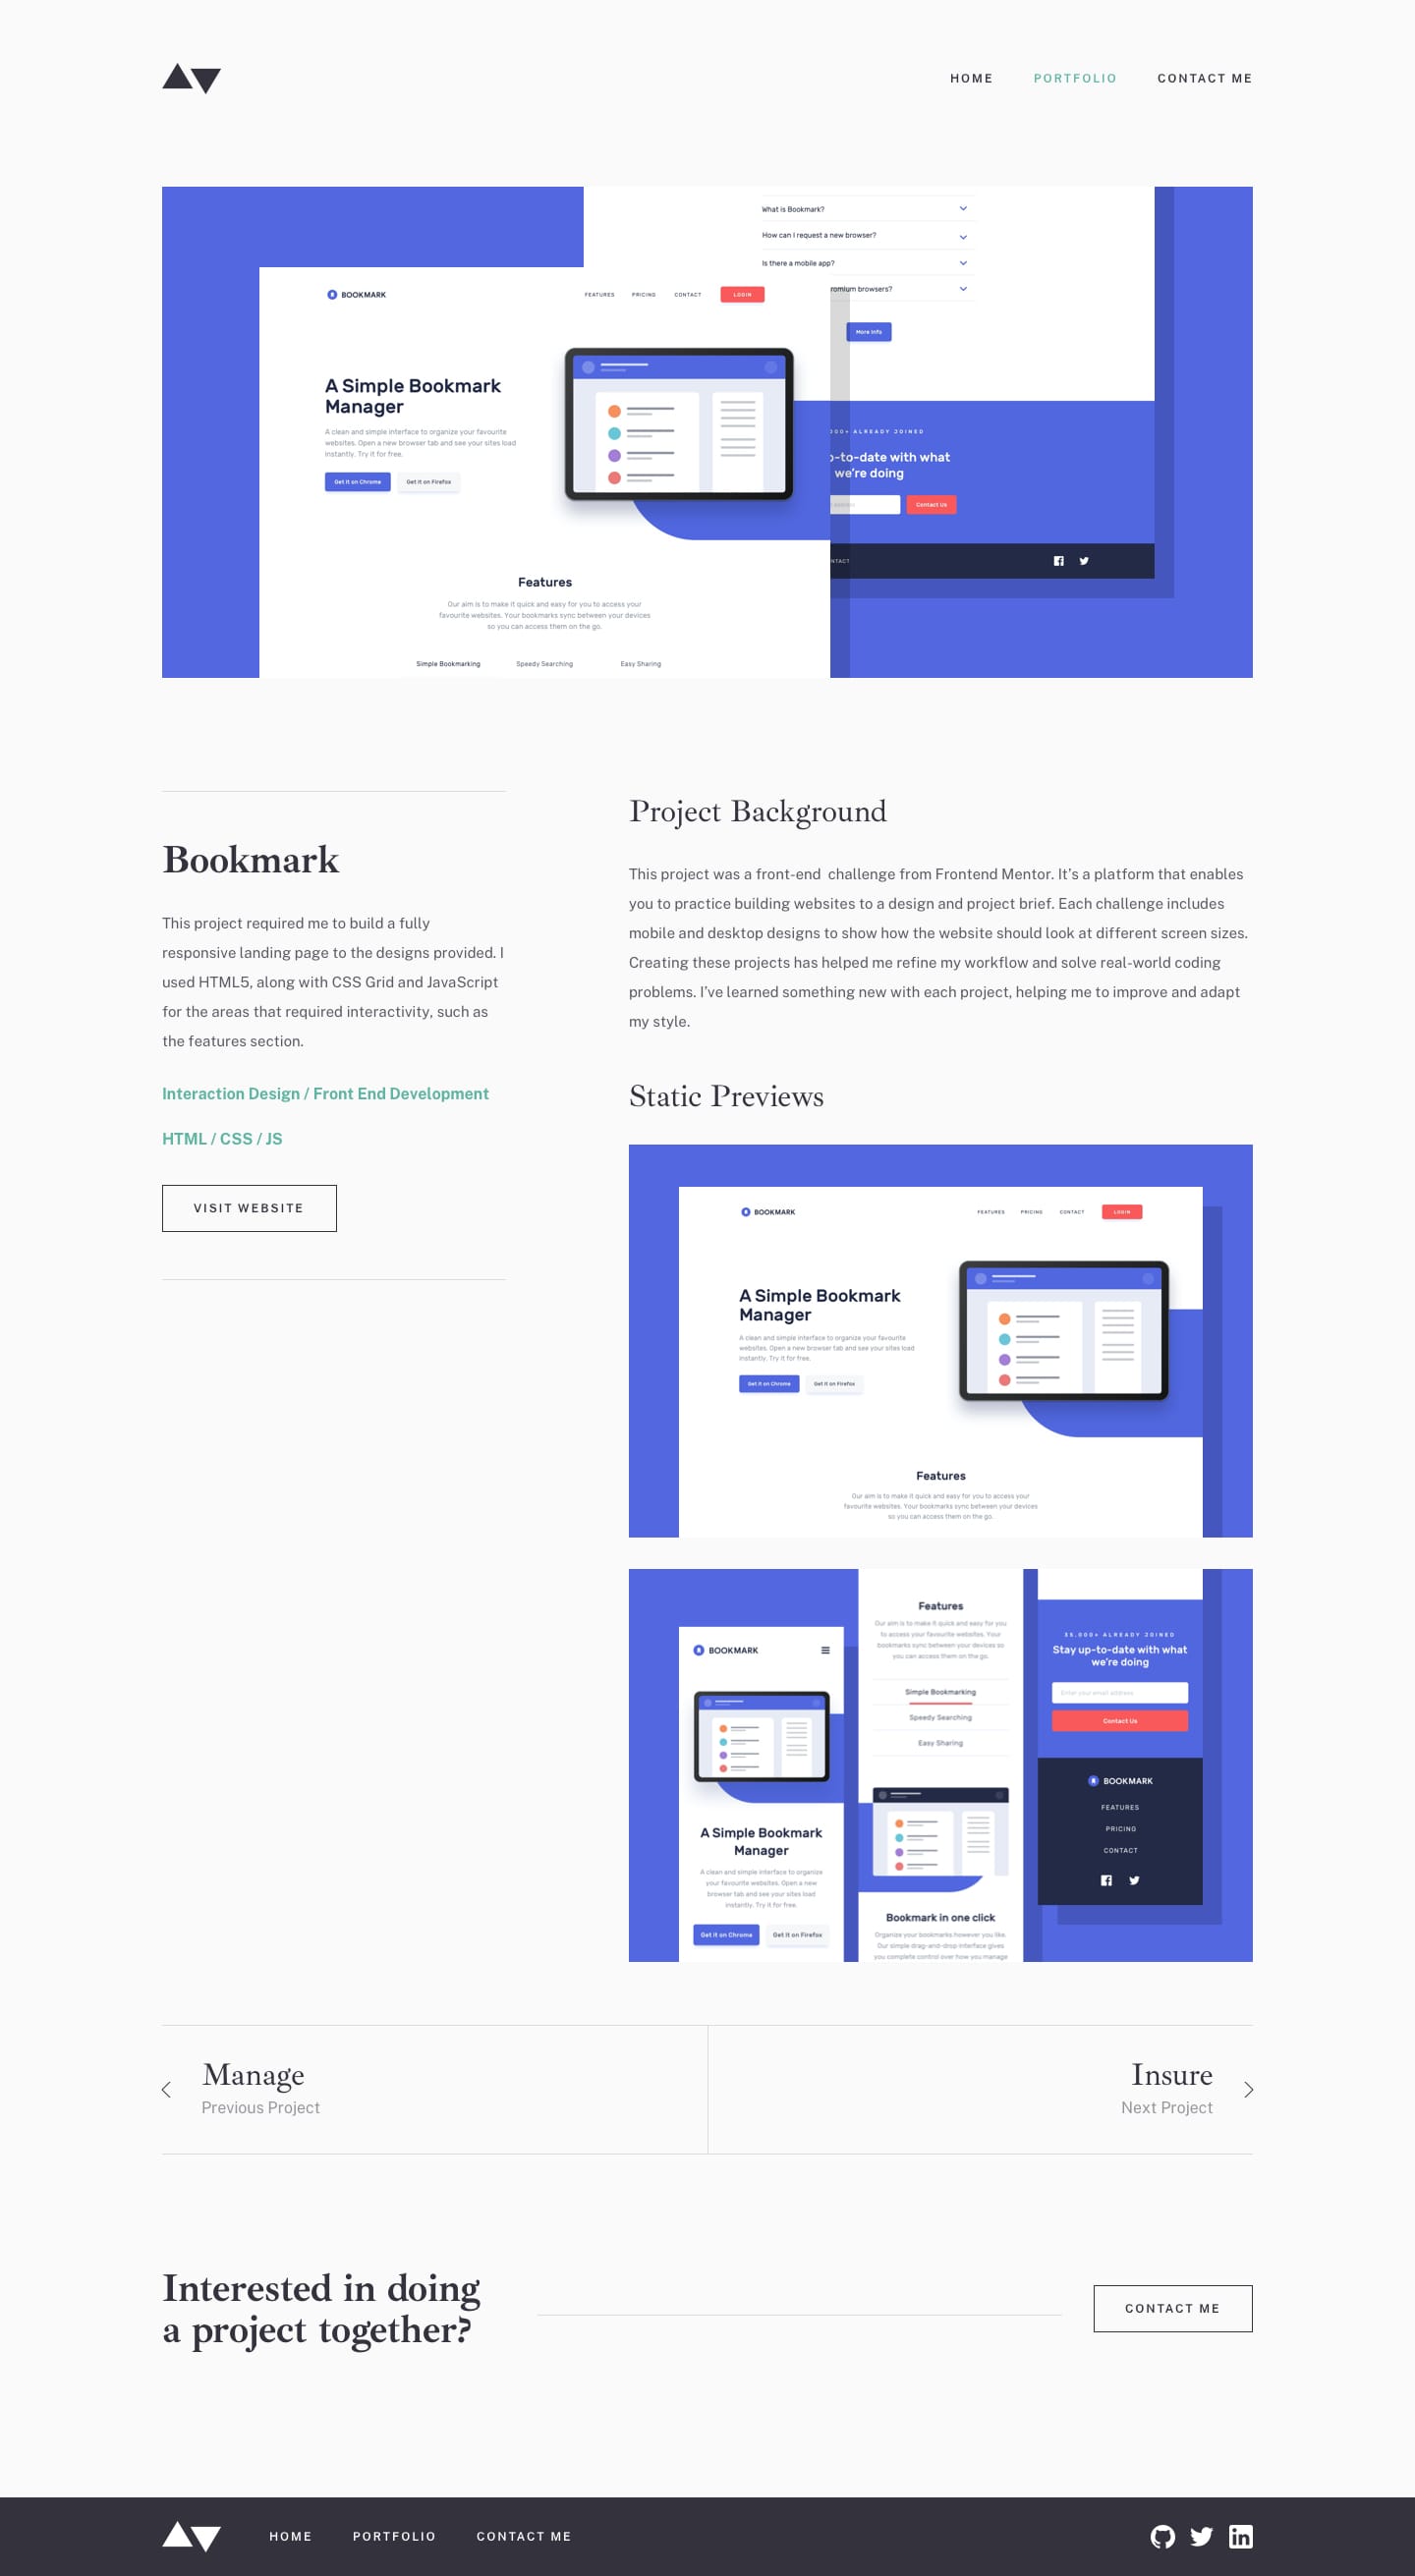 HOME PORTFOLIO CONTACT ME
What is Bookmark?
How can I request a new browser?
Is there a mobile app?
romium browsers?
More Info
BOOKMARK
FEATURES PRICING CONTACT LOGIN
A Simple Bookmark
Manager
A clean and simple interface to organize your favourite
websites. Open a new browser tab and see your sites load
instantly. Try it for free.
Get it on Chrome Get it on Firefox
000+ ALREADY JOINED
p-to-date with what
we're doing
Contact Us
NTACT
Features
Our aim is to make it quick and easy for you to access your
favourite websites. Your bookmarks sync between your devices
so you can access them on the go.
Simple Bookmarking Speedy Searching Easy Sharing
Bookmark
This project required me to build a fully
responsive landing page to the designs provided. I
used HTML5, along with CSS Grid and JavaScript
for the areas that required interactivity, such as
the features section.
Interaction Design / Front End Development
HTML / CSS / JS
VISIT WEBSITE
Project Background
This project was a front-end  challenge from Frontend Mentor. It’s a platform that enables
you to practice building websites to a design and project brief. Each challenge includes
mobile and desktop designs to show how the website should look at different screen sizes.
Creating these projects has helped me refine my workflow and solve real-world coding
problems. I’ve learned something new with each project, helping me to improve and adapt
my style.
Static Previews
BOOKMARK
FEATURES PRICING CONTACT LOGIN
A Simple Bookmark
Manager
A clean and simple interface to organize your favourite
websites. Open a new browser tab and see your sites load
instantly. Try it for free.
Get it on Chrome Get it on Firefox
Features
Our aim is to make it quick and easy for you to access your
favourite websites. Your bookmarks sync between your devices
so you can access them on the go.
BOOKMARK
A Simple Bookmark
Manager
A clean and simple interface to organize
your favourite websites. Open a new
browser tab and see your sites load
instantly. Try it for free.
Get it on Chrome Get it on Firefox
Features
Our aim is to make it quick and easy for you
to access your favourite websites. Your
bookmarks sync between your devices so
you can access them on the go.
Simple Bookmarking
Speedy Searching
Easy Sharing
Bookmark in one click
Organize your bookmarks however you like.
Our simple drag-and-drop interface gives
you complete control over how you manage
35,000+ ALREADY JOINED
Stay up-to-date with what
we're doing
Enter your email address
Contact Us
BOOKMARK
FEATURES
PRICING
CONTACT
Manage
Previous Project
Insure
Next Project
Interested in doing
a project together?
CONTACT ME
HOME PORTFOLIO CONTACT ME